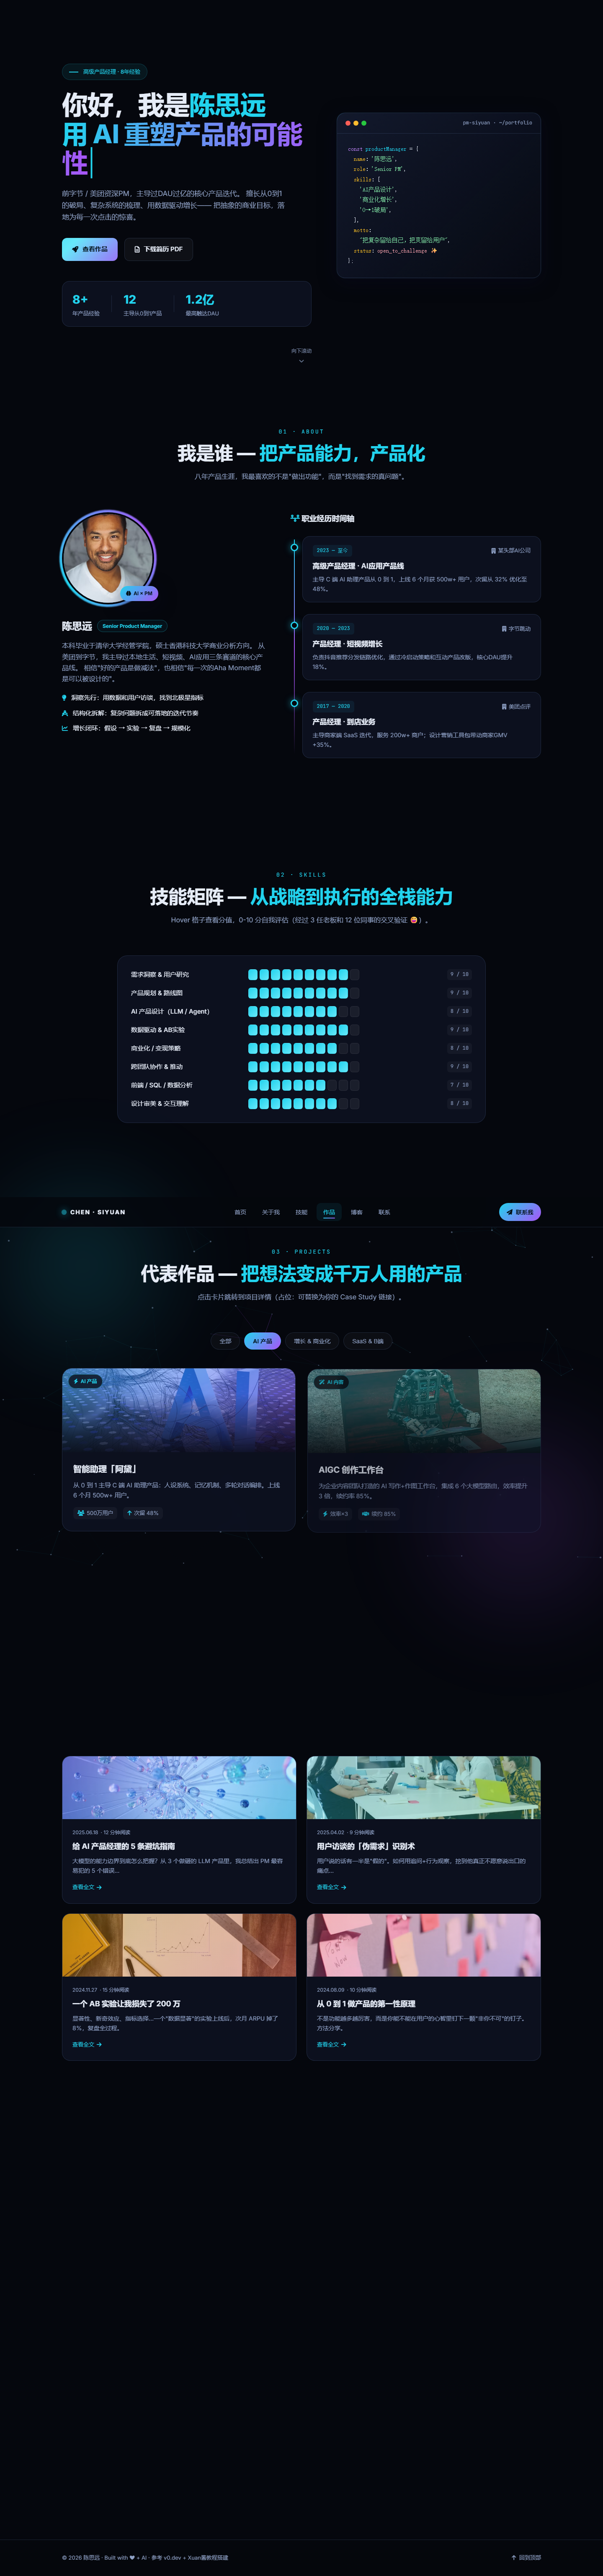 高级产品经理 · 8年经验
你好，我是陈思远
用 AI 重塑产品的可能
性
前字节 / 美团资深PM，主导过DAU过亿的核心产品迭代。 擅长从0到1
的破局、复杂系统的梳理、用数据驱动增长—— 把抽象的商业目标，落
地为每一次点击的惊喜。
查看作品
下载简历 PDF
8+
年产品经验
12
主导从0到1产品
1.2亿
最高触达DAU
向下滚动
pm-siyuan · ~/portfolio
const productManager = {
name: '陈思远',
role: 'Senior PM',
skills: [
'AI产品设计',
'商业化增长',
'0→1破局',
],
motto:
"把复杂留给自己，把灵留给用户",
status: open_to_challenge ✨
};
01 · ABOUT
我是谁 — 把产品能力，产品化
八年产品生涯，我最喜欢的不是"做出功能"，而是"找到需求的真问题"。
AI × PM
陈思远
Senior Product Manager
本科毕业于清华大学经管学院，硕士香港科技大学商业分析方向。 从
美团到字节，我主导过本地生活、短视频、AI应用三条赛道的核心产
品线。 相信"好的产品是做减法"，也相信"每一次的Aha Moment都
是可以被设计的"。
洞察先行：用数据和用户访谈，找到北极星指标
结构化拆解：复杂问题拆成可落地的迭代节奏
增长闭环：假设 → 实验 → 复盘 → 规模化
职业经历时间轴
2023 — 至今
某头部AI公司
高级产品经理 · AI应用产品线
主导 C 端 AI 助理产品从 0 到 1，上线 6 个月获 500w+ 用户，次留从 32% 优化至
48%。
2020 — 2023
字节跳动
产品经理 · 短视频增长
负责抖音推荐分发链路优化，通过冷启动策略和互动产品改版，核心DAU提升
18%。
2017 — 2020
美团点评
产品经理 · 到店业务
主导商家端 SaaS 迭代，服务 200w+ 商户；设计营销工具包带动商家GMV
+35%。
02 · SKILLS
技能矩阵 — 从战略到执行的全栈能力
Hover 格子查看分值，0-10 分自我评估（经过 3 任老板和 12 位同事的交叉验证 😝）。
需求洞察 & 用户研究
9 / 10
产品规划 & 路线图
9 / 10
AI 产品设计（LLM / Agent）
8 / 10
数据驱动 & AB实验
9 / 10
商业化 / 变现策略
8 / 10
跨团队协作 & 推动
9 / 10
前端 / SQL / 数据分析
7 / 10
设计审美 & 交互理解
8 / 10
CHEN · SIYUAN
首页
关于我
技能
作品
博客
联系
联系我
03 · PROJECTS
代表作品 — 把想法变成千万人用的产品
点击卡片跳转到项目详情（占位：可替换为你的 Case Study 链接）。
全部
AI 产品
增长 & 商业化
SaaS & B端
AI 产品
智能助理「阿黛」
从 0 到 1 主导 C 端 AI 助理产品：人设系统、记忆机制、多轮对话编排。上线
6 个月 500w+ 用户。
500万用户
次留 48%
AI 内容
AIGC 创作工作台
为企业内容团队打造的 AI 写作+作图工作台，集成 6 个大模型路由，效率提升
3 倍，续约率 85%。
效率×3
续约 85%
2025.06.16 · 12 分钟阅读
给 AI 产品经理的 5 条避坑指南
大模型的能力边界到底怎么把握？从 3 个做砸的 LLM 产品里，我总结出 PM 最容
易犯的 5 个错误...
查看全文 →
2025.04.02 · 9 分钟阅读
用户访谈的「伪需求」识别术
用户说的话有一半是"假的"。如何用追问+行为观察，挖到他真正不愿意说出口的
痛点...
查看全文 →
2024.11.27 · 15 分钟阅读
一个 AB 实验让我损失了 200 万
显著性、新奇效应、指标选择...一个"数据显著"的实验上线后，次月 ARPU 掉了
8%，复盘全过程。
查看全文 →
2024.08.09 · 10 分钟阅读
从 0 到 1 做产品的第一性原理
不是功能越多越厉害，而是你能不能在用户的心智里打下一颗"非你不可"的钉子。
方法分享。
查看全文 →
© 2026 陈思远 · Built with ♥ + AI · 参考 v0.dev + Xuan酱教程搭建
回到顶部